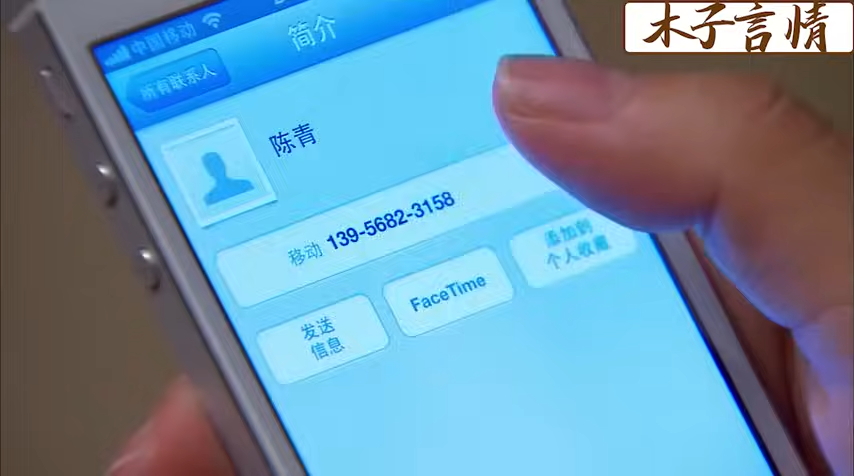 木子言情
中国移动
简介
所有联系人
陈青
移动 139-5682-3158
发送
信息
FaceTime
添加到
个人收藏